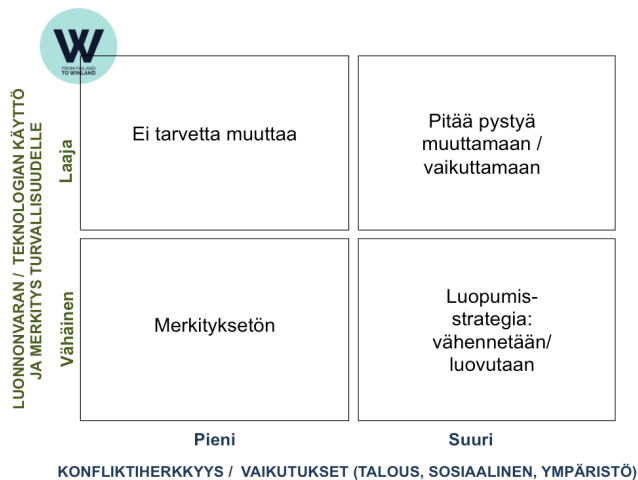 W
FROM FINLAND
TO WINLAND
LUONNONVARAN / TEKNOLOGIAN KÄYTTÖ
JA MERKITYS TURVALLISUUDELLE
Laaja
Ei tarvetta muuttaa
Pitää pystyä
muuttamaan /
vaikuttamaan
Vähäinen
Merkityksetön
Luopumis-
strategia:
vähennetään/
luovutaan
Pieni
Suuri
KONFLIKTIHERKKYYS / VAIKUTUKSET (TALOUS, SOSIAALINEN, YMPÄRISTÖ)